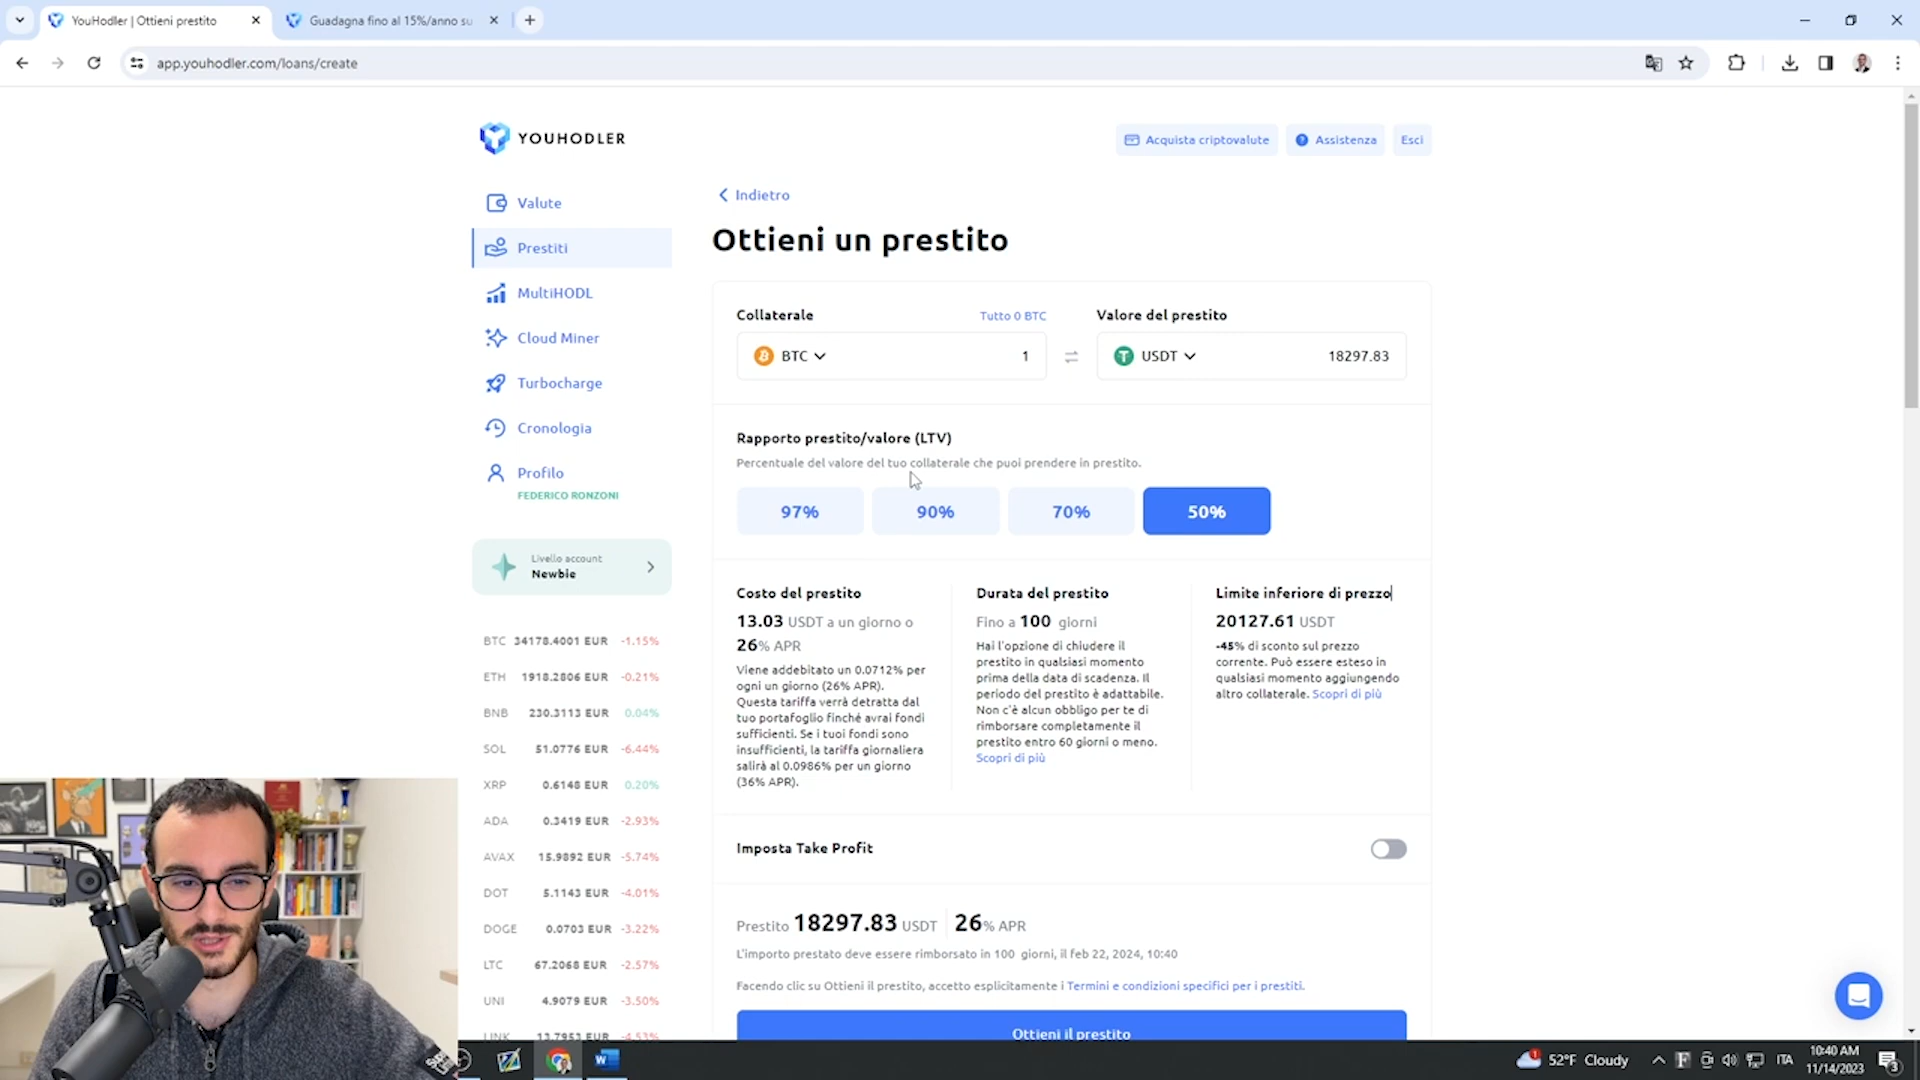 YouHodler | Ottieni prestito
Guadagna fino al 15%/anno su
app.youhodler.com/loans/create
YOUHODLER
Acquista criptovalute
Assistenza
Esci
Valute
Prestiti
MultiHODL
Cloud Miner
Turbocharge
Cronologia
Profilo
FEDERICO RONZONI
Livello account
Newbie
BTC 34178.4001 EUR -1.15%
ETH 1918.2806 EUR -0.21%
BNB 230.3113 EUR 0.04%
SOL 51.0776 EUR -6.44%
XRP 0.6148 EUR 0.20%
ADA 0.3419 EUR -2.93%
AVAX 15.9892 EUR -5.74%
DOT 5.1143 EUR -4.01%
DOGE 0.0703 EUR -3.22%
LTC 67.2068 EUR -2.57%
UNI 4.9079 EUR -3.50%
LINK 13.7953 EUR -4.53%
Indietro
Ottieni un prestito
Collaterale
Tutto 0 BTC
BTC
1
Valore del prestito
USDT
18297.83
Rapporto prestito/valore (LTV)
Percentuale del valore del tuo collaterale che puoi prendere in prestito.
97%
90%
70%
50%
Costo del prestito
13.03 USDT a un giorno o
26% APR
Viene addebitato un 0.0712% per
ogni un giorno (26% APR).
Questa tariffa verrà detratta dal
tuo portafoglio finché avrai fondi
sufficienti. Se i tuoi fondi sono
insufficienti, la tariffa giornaliera
salirà al 0.0986% per un giorno
(36% APR).
Durata del prestito
Fino a 100 giorni
Hai l'opzione di chiudere il
prestito in qualsiasi momento
prima della data di scadenza. Il
periodo del prestito è adattabile.
Non c'è alcun obbligo per te di
rimborsare completamente il
prestito entro 60 giorni o meno.
Scopri di più
Limite inferiore di prezzo
20127.61 USDT
-45% di sconto sul prezzo
corrente. Può essere esteso in
qualsiasi momento aggiungendo
altro collaterale. Scopri di più
Imposta Take Profit
Prestito 18297.83 USDT 26% APR
L'importo prestato deve essere rimborsato in 100 giorni, il feb 22, 2024, 10:40
Facendo clic su Ottieni il prestito, accetto esplicitamente i Termini e condizioni specifici per i prestiti.
Ottieni il prestito
52°F Cloudy
ITA
10:40 AM
11/14/2023
3